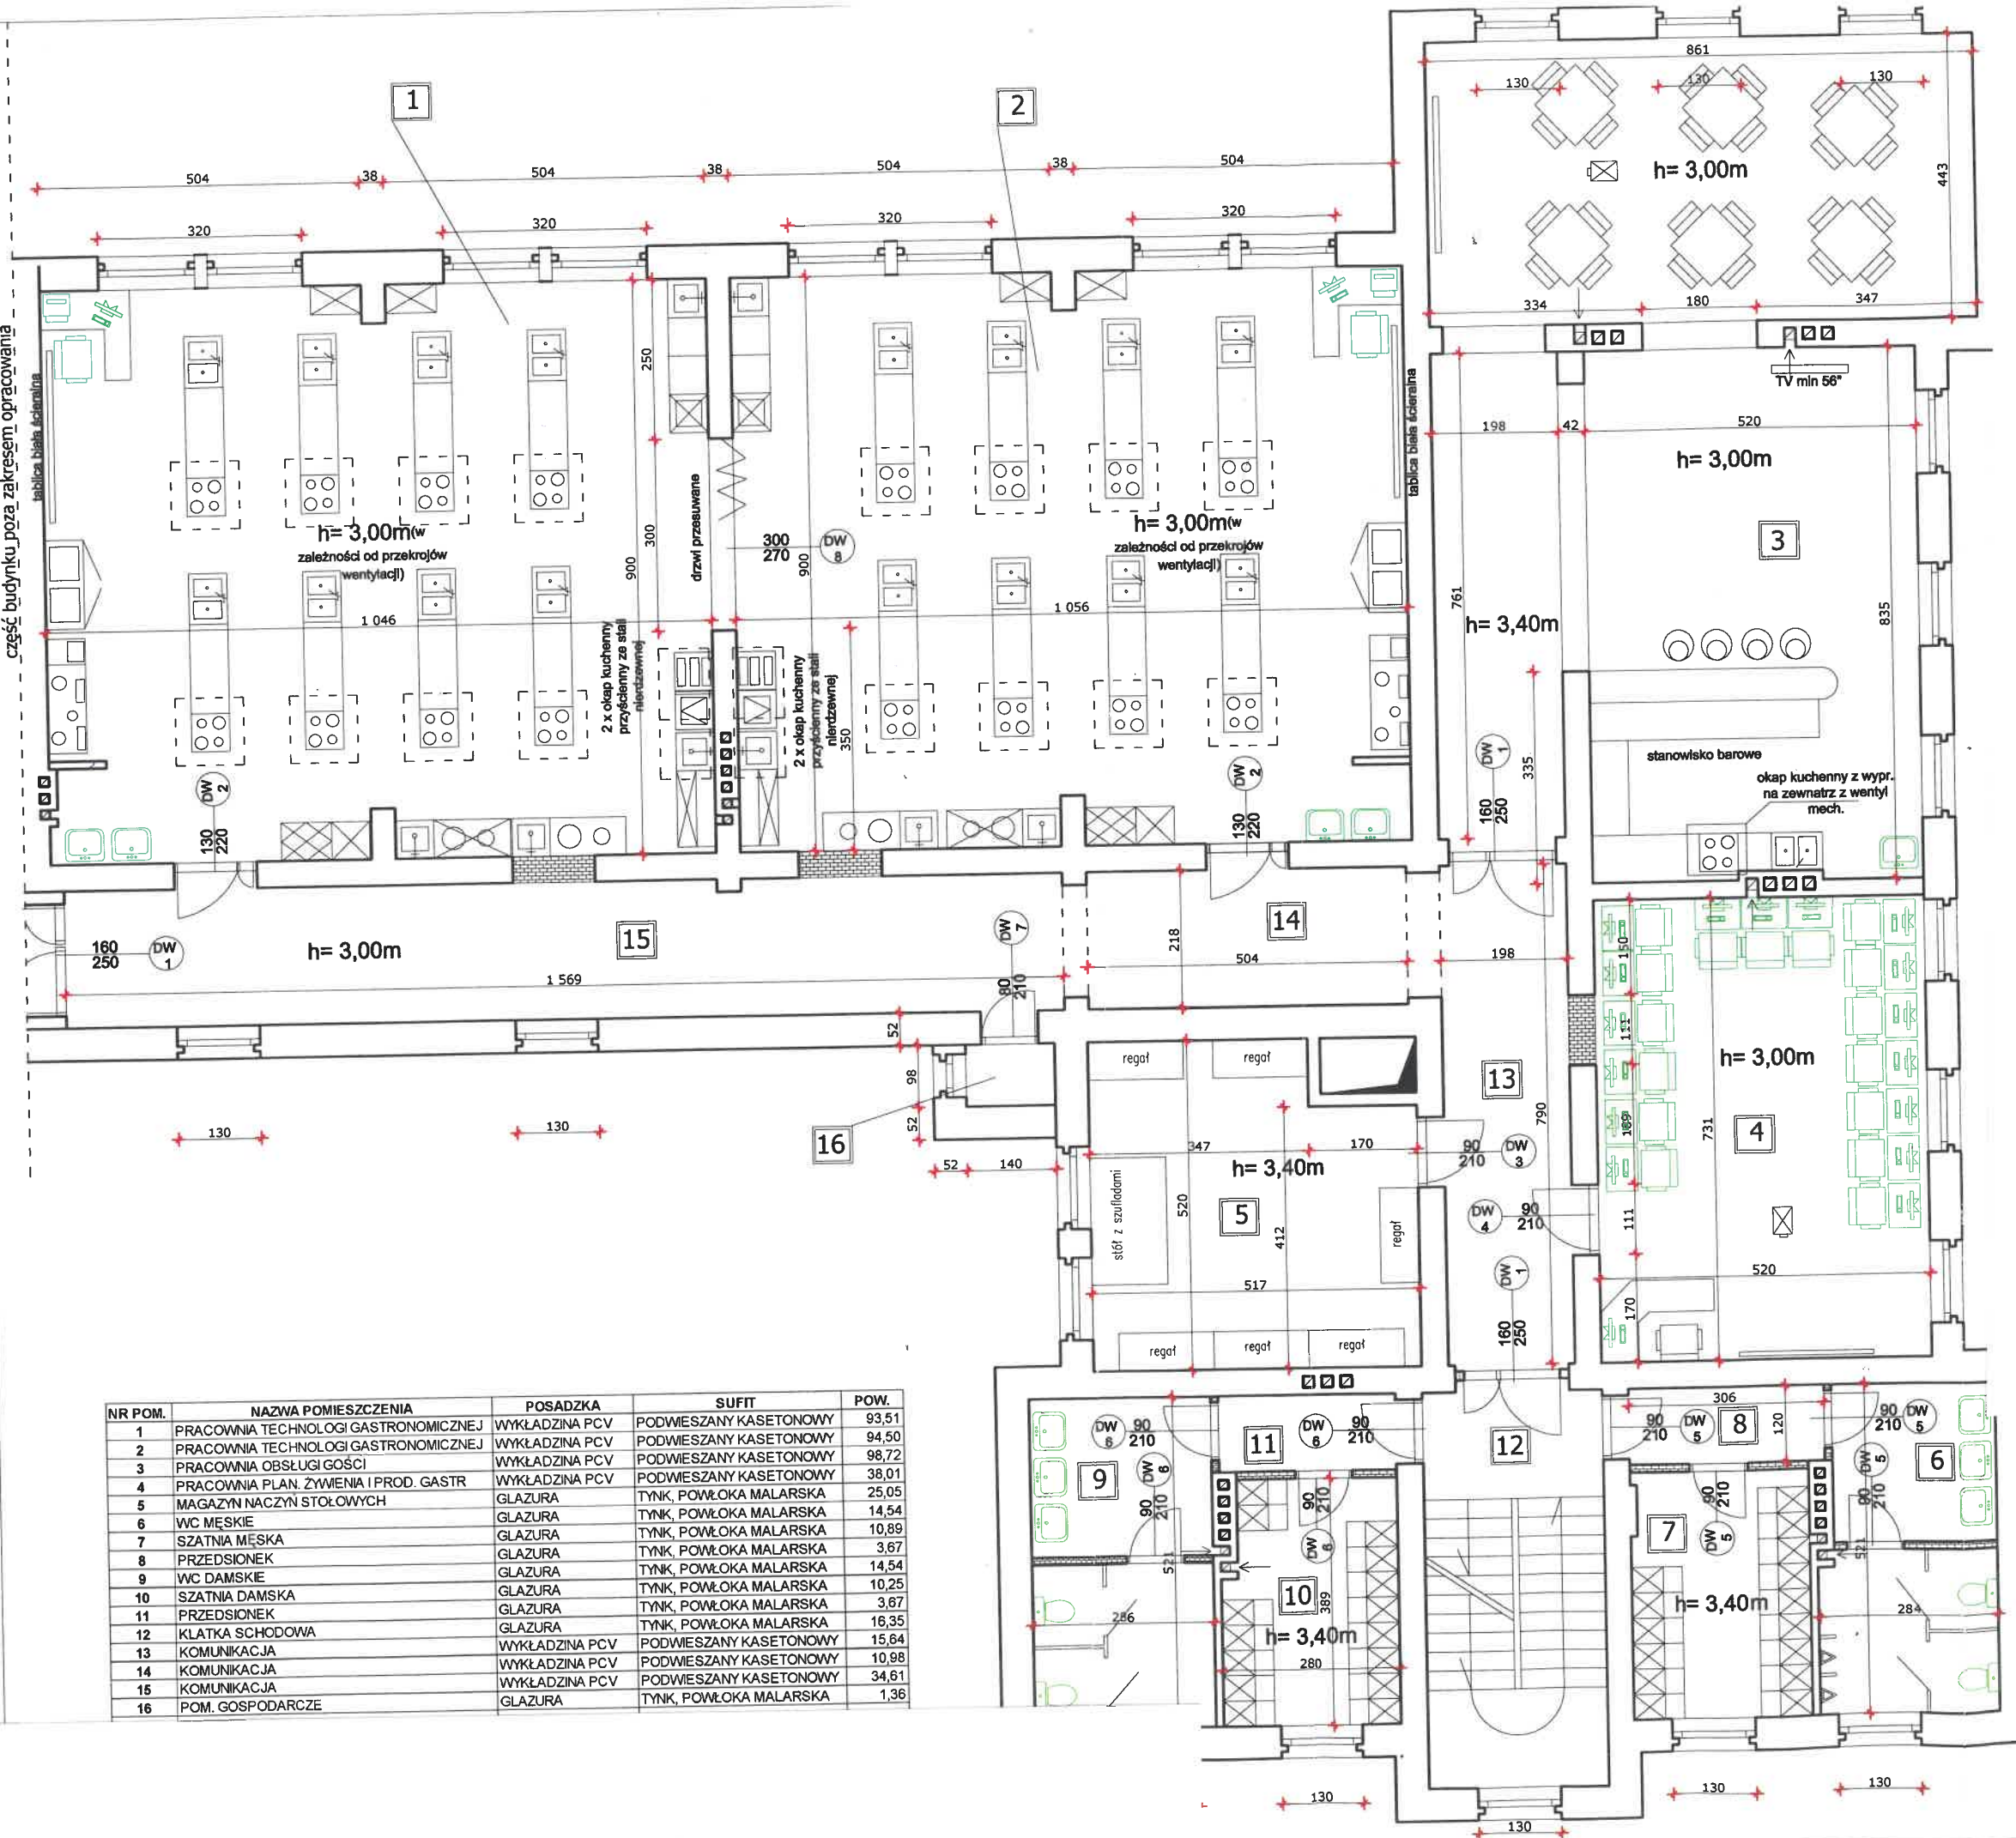 1
2
861
130
130
130
h= 3,00m
443
334
180
347
504
38
504
38
504
38
504
320
320
320
320
część budynku poza zakresem opracowania
tablica biała ścieralna
h= 3,00m(w
zależności od przekrojów
wentylacji)
1 046
250
300
900
drzwi przesuwane
300
270
DW
8
900
h= 3,00m(w
zależności od przekrojów
wentylacji)
1 056
tablica biała ścieralna
2 x okap kuchenny
przyścienny ze stali
nierdzewnej
2 x okap kuchenny
przyścienny ze stali
nierdzewnej
350
DW
2
130
220
DW
2
130
220
TV min 56"
198
42
520
h= 3,00m
3
761
h= 3,40m
835
335
DW
1
160
250
stanowisko barowe
okap kuchenny z wypr.
na zewnatrz z wentyl
mech.
160
250
DW
1
h= 3,00m
15
1 569
DW
7
80
210
14
218
504
198
52
98
52
52
140
130
130
16
regał
regał
347
170
h= 3,40m
520
412
5
stół z szufladami
regał
517
regał
regał
regał
13
790
90
210
DW
3
DW
4
90
210
DW
1
160
250
150
111
169
111
170
731
h= 3,00m
4
520
NR POM. NAZWA POMIESZCZENIA POSADZKA SUFIT POW.
1 PRACOWNIA TECHNOLOGI GASTRONOMICZNEJ WYKŁADZINA PCV PODWIESZANY KASETONOWY 93,51
2 PRACOWNIA TECHNOLOGI GASTRONOMICZNEJ WYKŁADZINA PCV PODWIESZANY KASETONOWY 94,50
3 PRACOWNIA OBSŁUGI GOŚCI WYKŁADZINA PCV PODWIESZANY KASETONOWY 98,72
4 PRACOWNIA PLAN. ŻYWIENIA I PROD. GASTR WYKŁADZINA PCV PODWIESZANY KASETONOWY 38,01
5 MAGAZYN NACZYŃ STOŁOWYCH GLAZURA TYNK, POWŁOKA MALARSKA 25,05
6 WC MĘSKIE GLAZURA TYNK, POWŁOKA MALARSKA 14,54
7 SZATNIA MĘSKA GLAZURA TYNK, POWŁOKA MALARSKA 10,89
8 PRZEDSIONEK GLAZURA TYNK, POWŁOKA MALARSKA 3,67
9 WC DAMSKIE GLAZURA TYNK, POWŁOKA MALARSKA 14,54
10 SZATNIA DAMSKA GLAZURA TYNK, POWŁOKA MALARSKA 10,25
11 PRZEDSIONEK GLAZURA TYNK, POWŁOKA MALARSKA 3,67
12 KLATKA SCHODOWA GLAZURA TYNK, POWŁOKA MALARSKA 16,35
13 KOMUNIKACJA WYKŁADZINA PCV PODWIESZANY KASETONOWY 15,64
14 KOMUNIKACJA WYKŁADZINA PCV PODWIESZANY KASETONOWY 10,98
15 KOMUNIKACJA WYKŁADZINA PCV PODWIESZANY KASETONOWY 34,61
16 POM. GOSPODARCZE GLAZURA TYNK, POWŁOKA MALARSKA 1,36
DW
6
90
210
11
DW
6
90
210
9
DW
6
90
210
521
286
90
210
DW
6
10
389
h= 3,40m
280
130
12
130
306
90
210
DW
5
8
120
90
210
DW
5
7
90
210
DW
5
DW
5
90
210
6
521
h= 3,40m
284
130
130